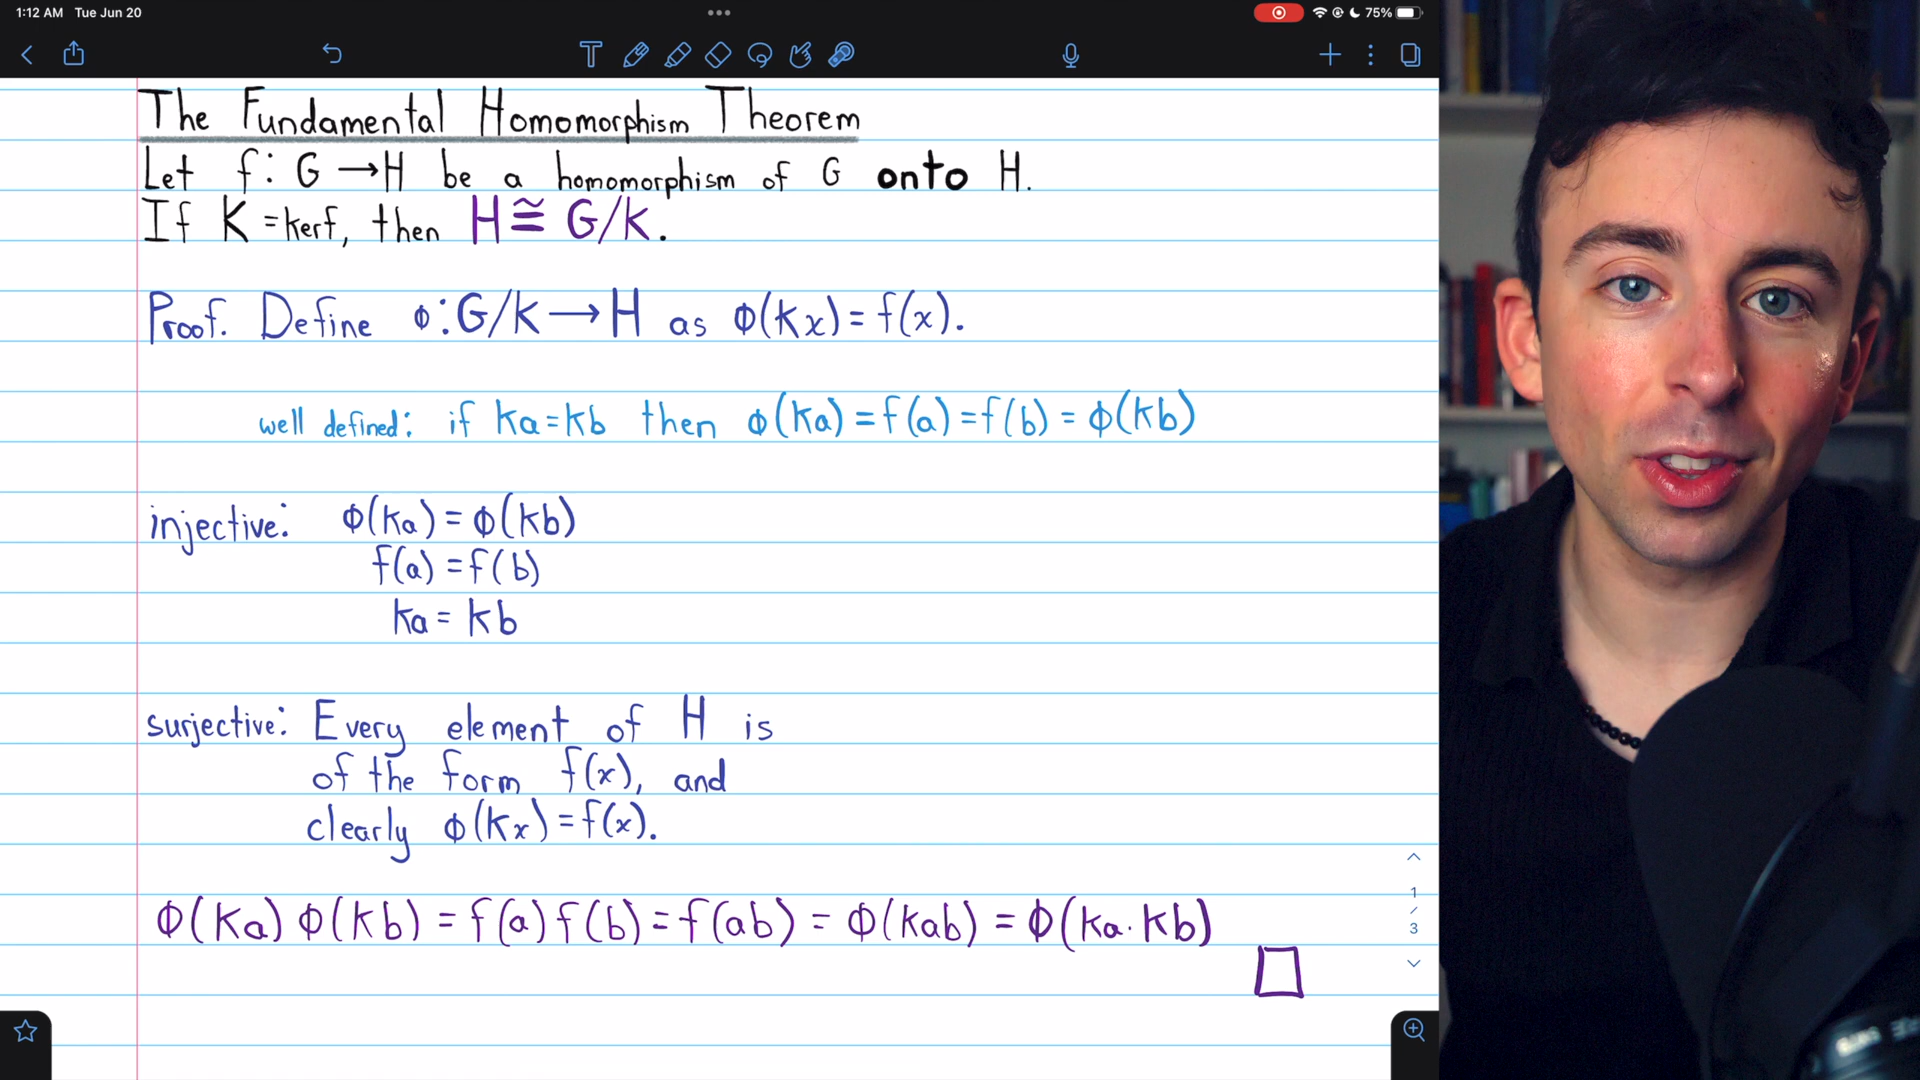 1:12 AM Tue Jun 20
75%
The Fundamental Homomorphism Theorem
Let f: G → H be a homomorphism of G onto H.
If K = kerf, then H ≅ G/K.
Proof. Define φ: G/K → H as φ(Kx) = f(x).
well defined: if Ka = Kb then φ(Ka) = f(a) = f(b) = φ(Kb)
injective: φ(Ka) = φ(Kb)
f(a) = f(b)
Ka = Kb
surjective: Every element of H is
of the form f(x), and
clearly φ(Kx) = f(x).
φ(Ka) φ(Kb) = f(a) f(b) = f(ab) = φ(Kab) = φ(Ka · Kb)
□
1
/
3